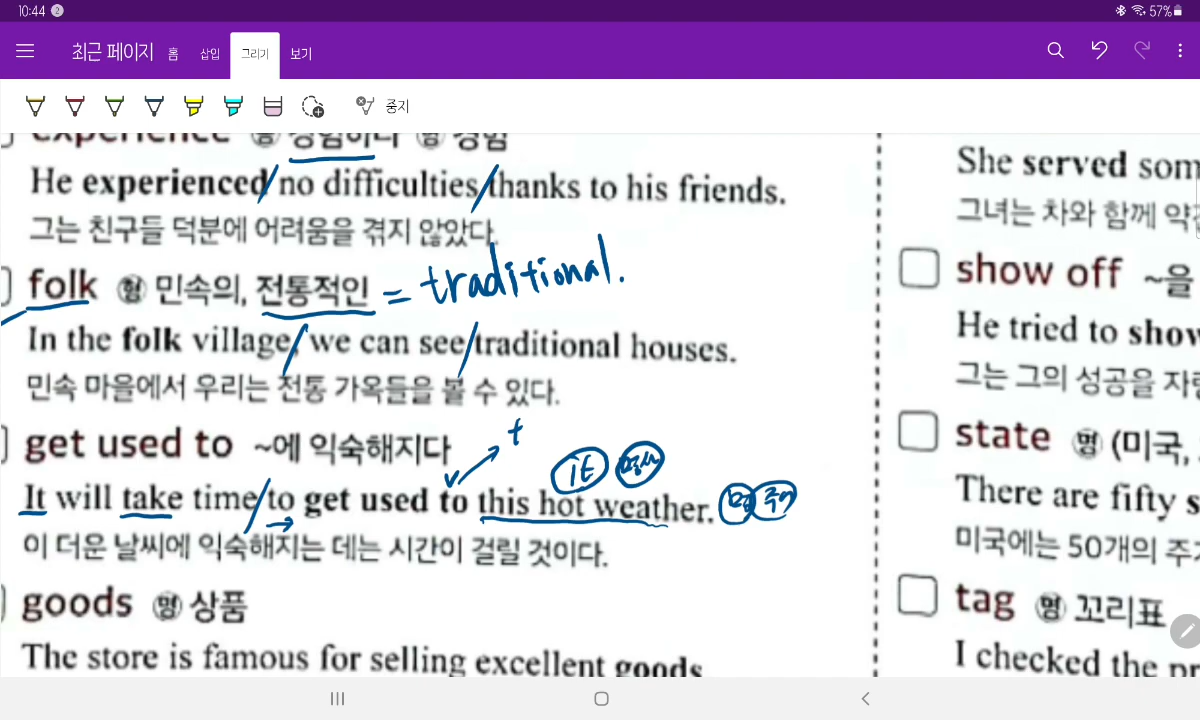 10:44 2 57%
최근 페이지 홈 삽입 그리기 보기
중지
experience 동 경험하다 명 경험
He experienced no difficulties thanks to his friends.
그는 친구들 덕분에 어려움을 겪지 않았다.
folk 형 민속의, 전통적인 = traditional.
In the folk village, we can see traditional houses.
민속 마을에서 우리는 전통 가옥들을 볼 수 있다.
get used to ~에 익숙해지다
It will take time to get used to this hot weather.
이 더운 날씨에 익숙해지는 데는 시간이 걸릴 것이다.
goods 명 상품
The store is famous for selling excellent goods
She served som
그녀는 차와 함께 약간
show off ~을
He tried to show
그는 그의 성공을 자랑
state 명 (미국,
There are fifty s
미국에는 50개의 주가
tag 명 꼬리표
I checked the pr